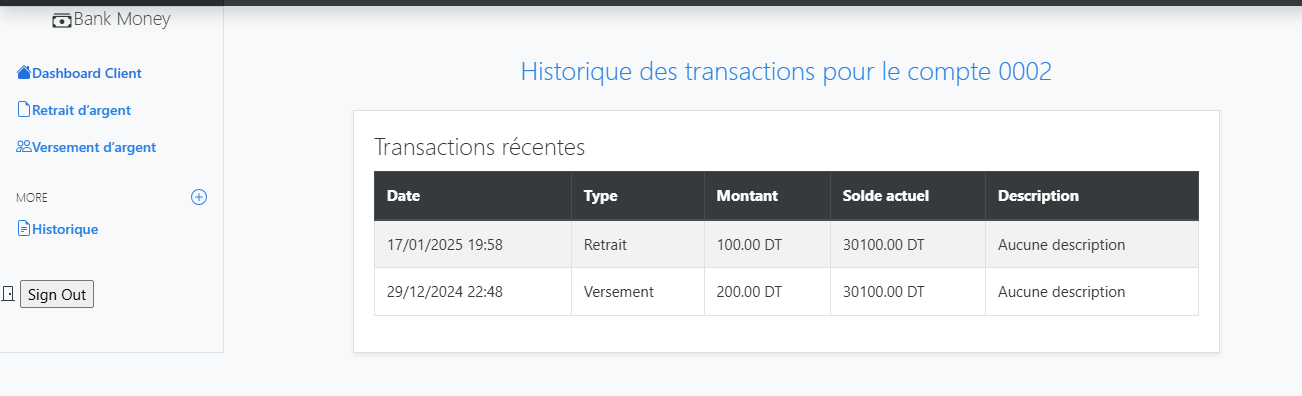 Bank Money
Dashboard Client
Retrait d’argent
Versement d’argent
MORE
Historique
Sign Out
Historique des transactions pour le compte 0002
Transactions récentes
Date Type Montant Solde actuel Description
17/01/2025 19:58 Retrait 100.00 DT 30100.00 DT Aucune description
29/12/2024 22:48 Versement 200.00 DT 30100.00 DT Aucune description